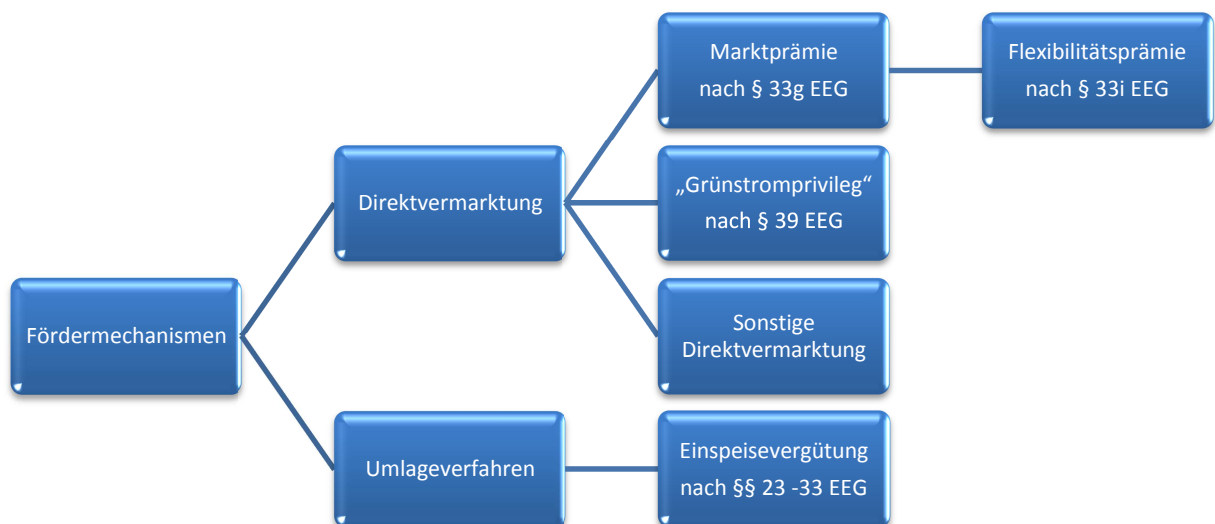 Marktprämie
nach § 33g EEG
Flexibilitätsprämie
nach § 33i EEG
Direktvermarktung
„Grünstromprivileg“
nach § 39 EEG
Fördermechanismen
Sonstige
Direktvermarktung
Umlageverfahren
Einspeisevergütung
nach §§ 23 -33 EEG